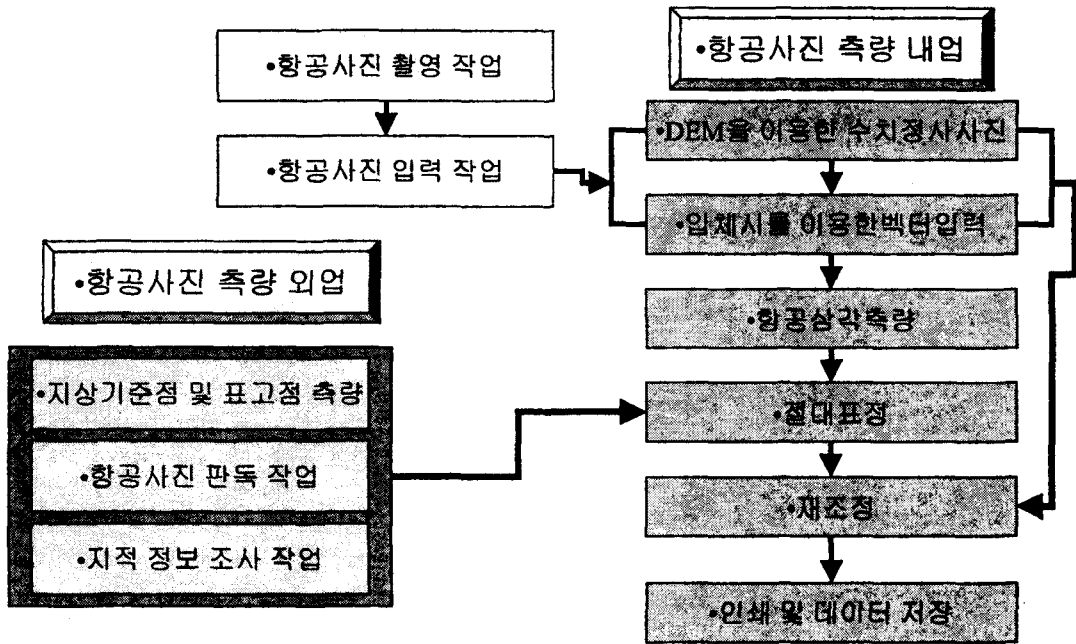 •항공사진 촬영 작업
•항공사진 입력 작업
•항공사진 측량 내업
•DEM을 이용한 수치정사사진
•입체시를 이용한벡터입력
•항공삼각측량
•절대표정
•재조정
•인쇄 및 데이터 저장
•항공사진 측량 외업
•지상기준점 및 표고점 측량
•항공사진 판독 작업
•지적 정보 조사 작업